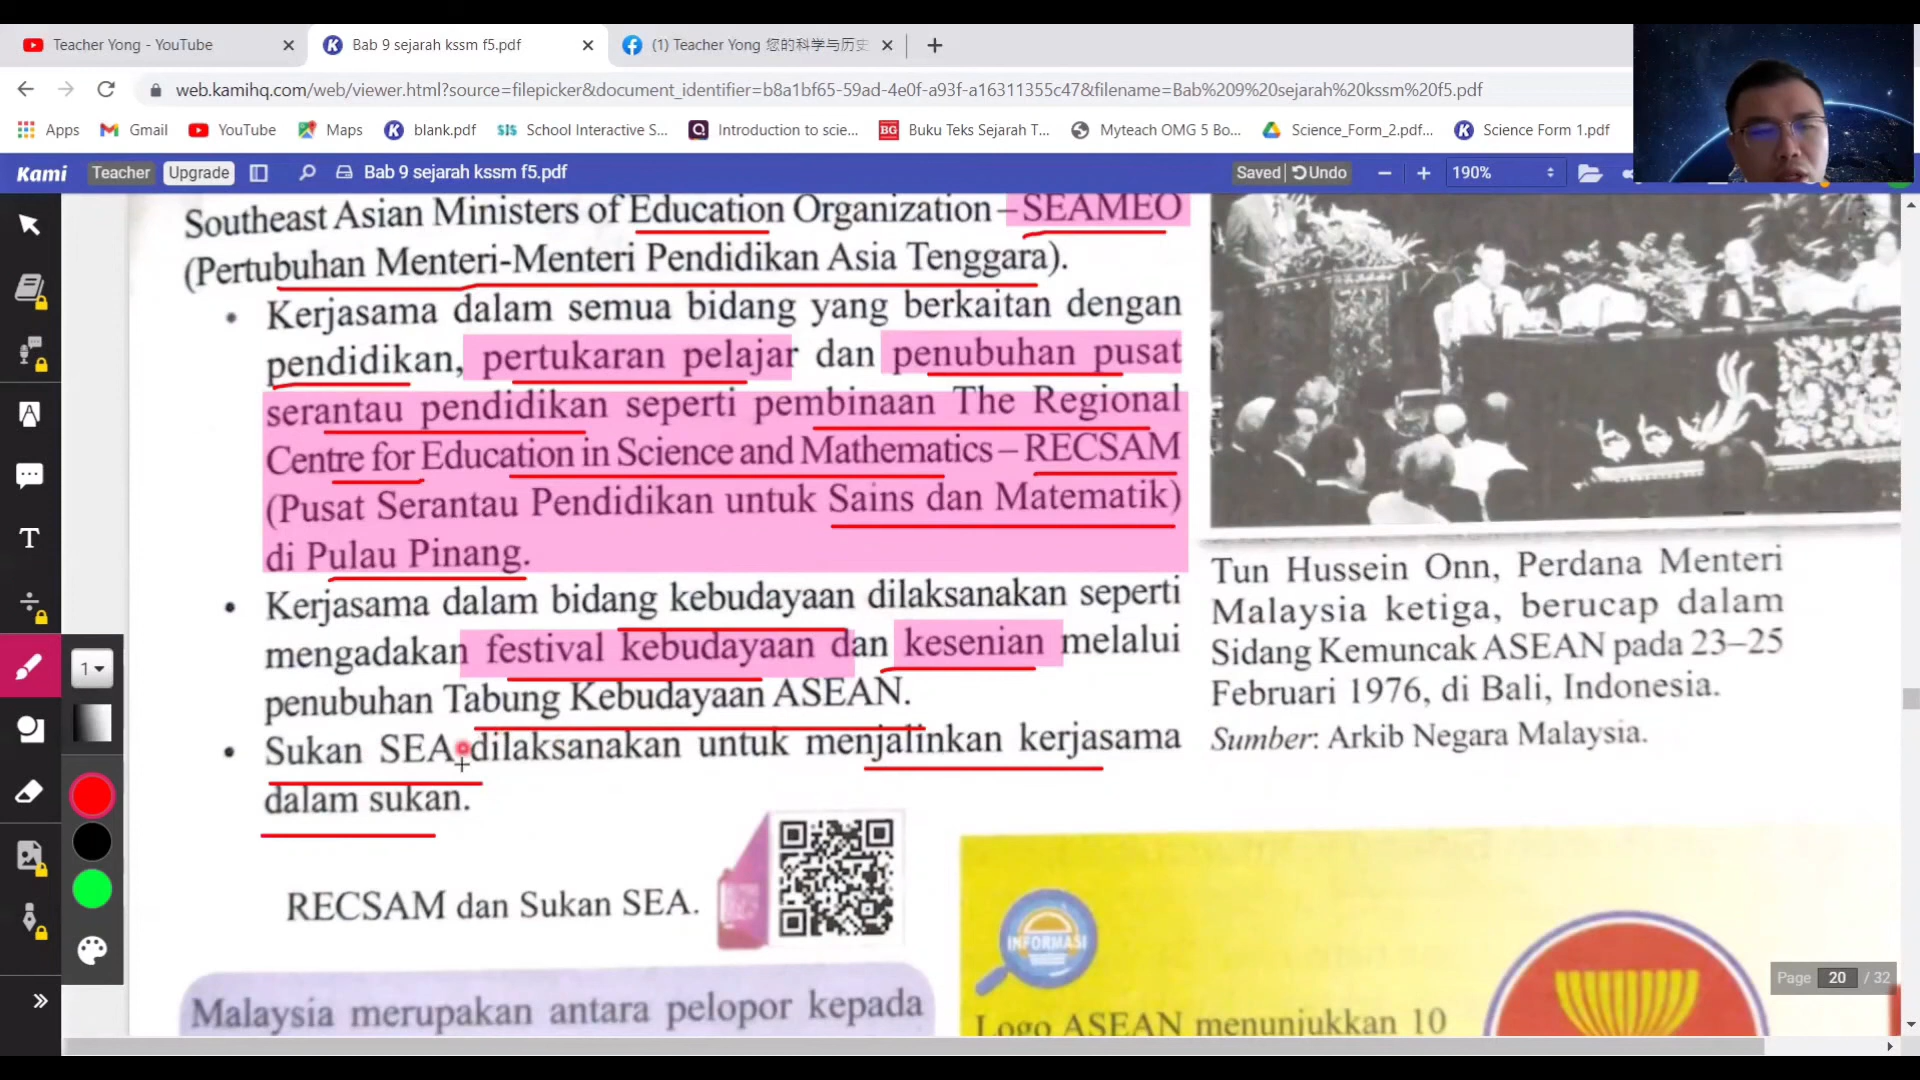 Teacher Yong - YouTube
Bab 9 sejarah kssm f5.pdf
(1) Teacher Yong 您的科学与历史
web.kamihq.com/web/viewer.html?source=filepicker&document_identifier=b8a1bf65-59ad-4e0f-a93f-a16311355c47&filename=Bab%209%20sejarah%20kssm%20f5.pdf
Apps
Gmail
YouTube
Maps
blank.pdf
School Interactive S...
Introduction to scie...
Buku Teks Sejarah T...
Myteach OMG 5 Bo...
Science_Form_2.pdf...
Science Form 1.pdf
Kami
Teacher
Upgrade
Bab 9 sejarah kssm f5.pdf
Saved
Undo
190%
Southeast Asian Ministers of Education Organization – SEAMEO
(Pertubuhan Menteri-Menteri Pendidikan Asia Tenggara).
• Kerjasama dalam semua bidang yang berkaitan dengan
pendidikan, pertukaran pelajar dan penubuhan pusat
serantau pendidikan seperti pembinaan The Regional
Centre for Education in Science and Mathematics – RECSAM
(Pusat Serantau Pendidikan untuk Sains dan Matematik)
di Pulau Pinang.
• Kerjasama dalam bidang kebudayaan dilaksanakan seperti
mengadakan festival kebudayaan dan kesenian melalui
penubuhan Tabung Kebudayaan ASEAN.
• Sukan SEA dilaksanakan untuk menjalinkan kerjasama
dalam sukan.
RECSAM dan Sukan SEA.
Malaysia merupakan antara pelopor kepada
Tun Hussein Onn, Perdana Menteri
Malaysia ketiga, berucap dalam
Sidang Kemuncak ASEAN pada 23–25
Februari 1976, di Bali, Indonesia.
Sumber: Arkib Negara Malaysia.
INFORMASI
Logo ASEAN menunjukkan 10
1
Page 20 / 32